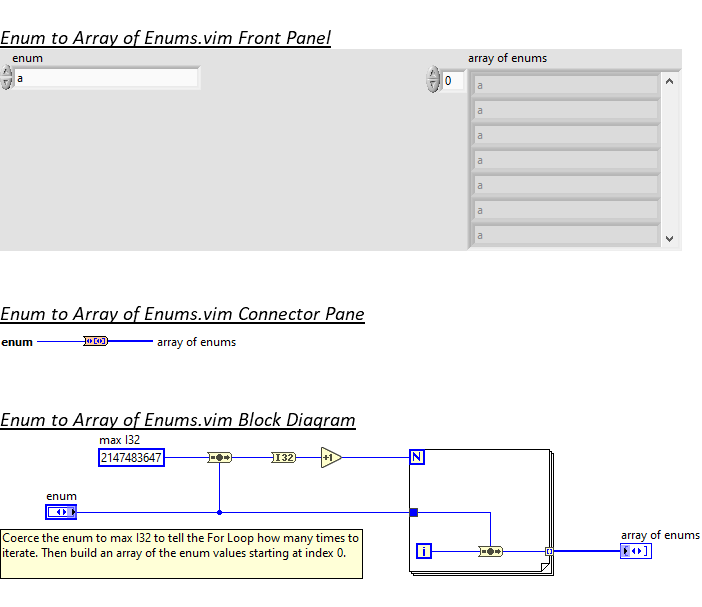 Enum to Array of Enums.vim Front Panel
enum
array of enums
a
0
a
a
a
a
a
a
a
Enum to Array of Enums.vim Connector Pane
enum
array of enums
Enum to Array of Enums.vim Block Diagram
max I32
2147483647
I32
+1
N
enum
Coerce the enum to max I32 to tell the For Loop how many times to
iterate. Then build an array of the enum values starting at index 0.
i
array of enums